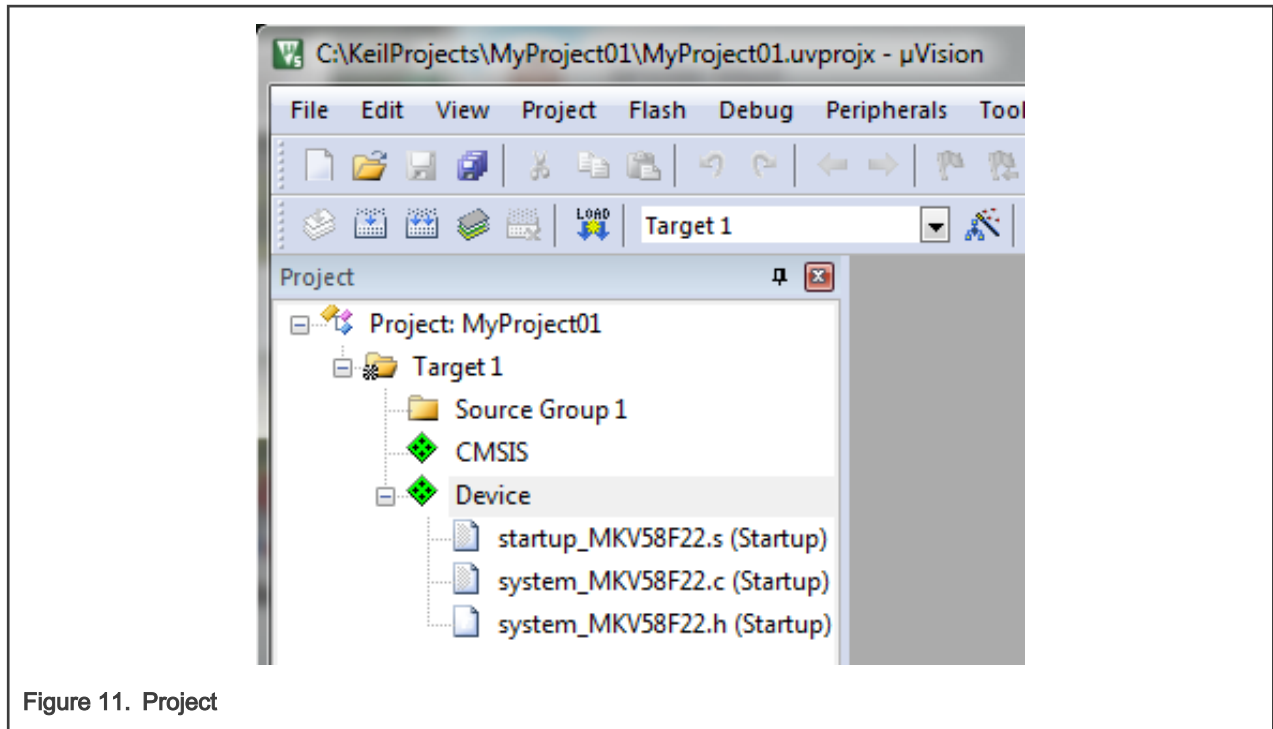 C:\KeilProjects\MyProject01\MyProject01.uvprojx - µVision
File Edit View Project Flash Debug Peripherals Tool
LOAD Target 1
Project
Project: MyProject01
Target 1
Source Group 1
CMSIS
Device
startup_MKV58F22.s (Startup)
system_MKV58F22.c (Startup)
system_MKV58F22.h (Startup)
Figure 11. Project